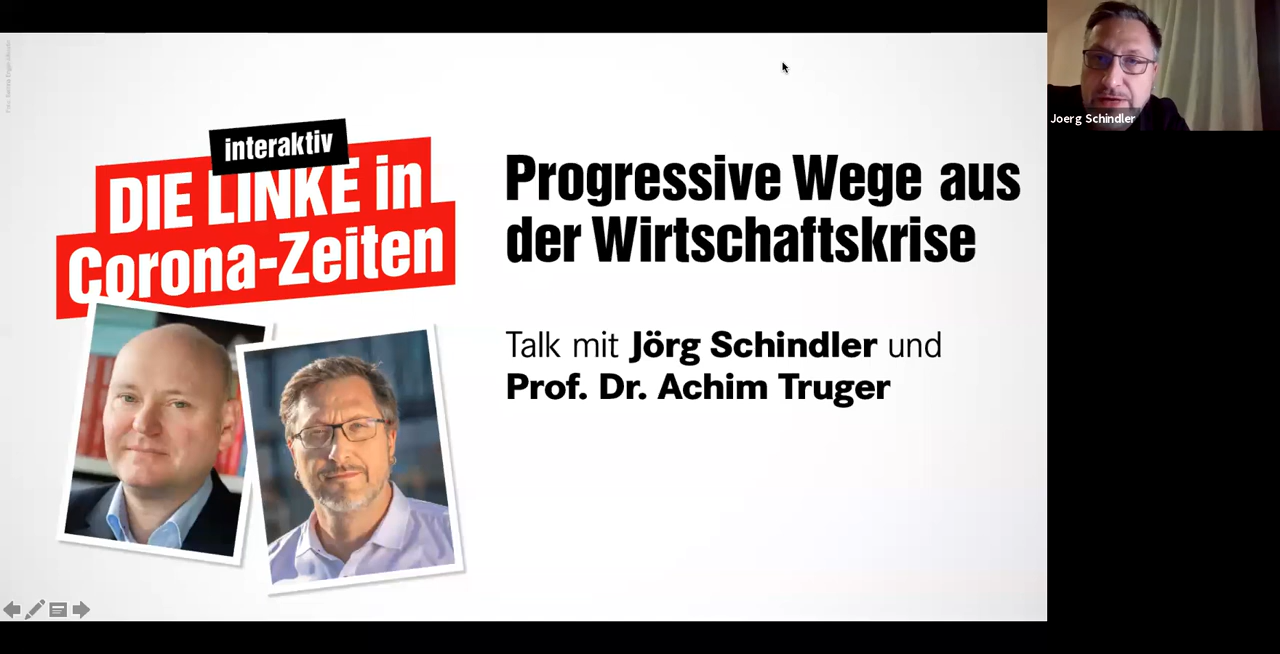 interaktiv
DIE LINKE in
Corona-Zeiten
Progressive Wege aus
der Wirtschaftskrise
Talk mit Jörg Schindler und
Prof. Dr. Achim Truger
Joerg Schindler